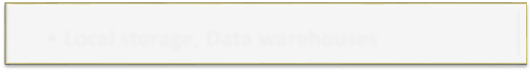 • Local storage, Data warehouses